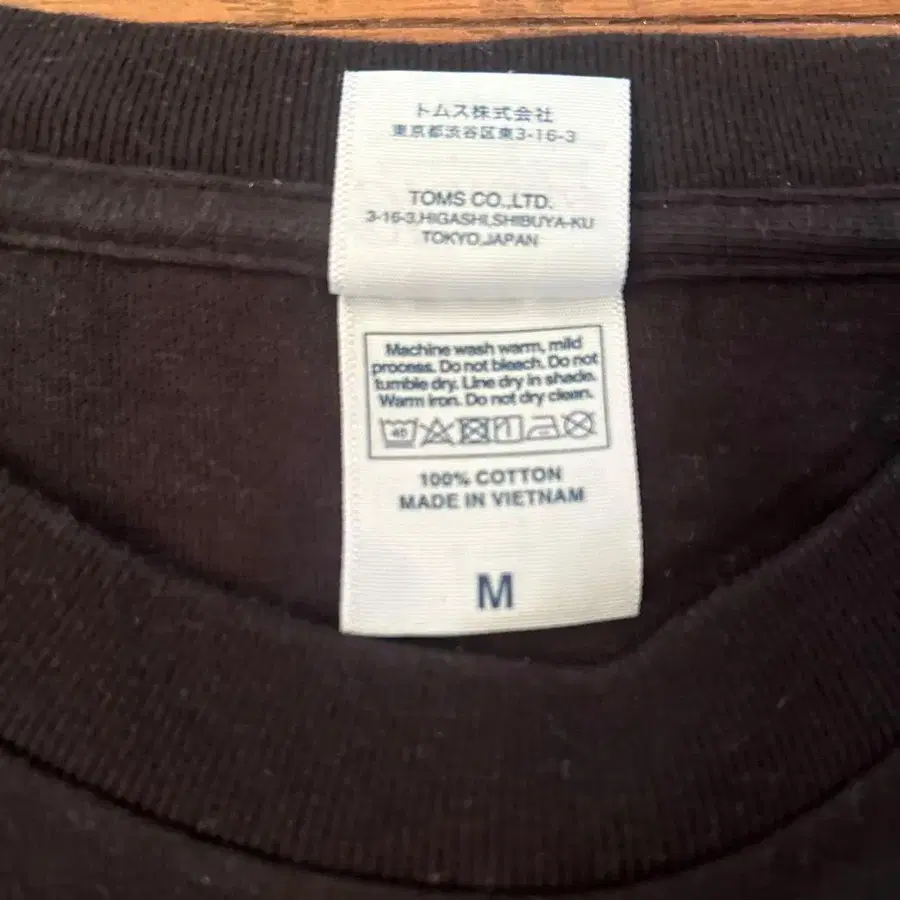 トムス株式会社
東京都渋谷区東3-16-3
TOMS CO.,LTD.
3-16-3,HIGASHI,SHIBUYA-KU
TOKYO,JAPAN
Machine wash warm, mild
process. Do not bleach. Do not
tumble dry. Line dry in shade.
Warm iron. Do not dry clean.
40
100% COTTON
MADE IN VIETNAM
M